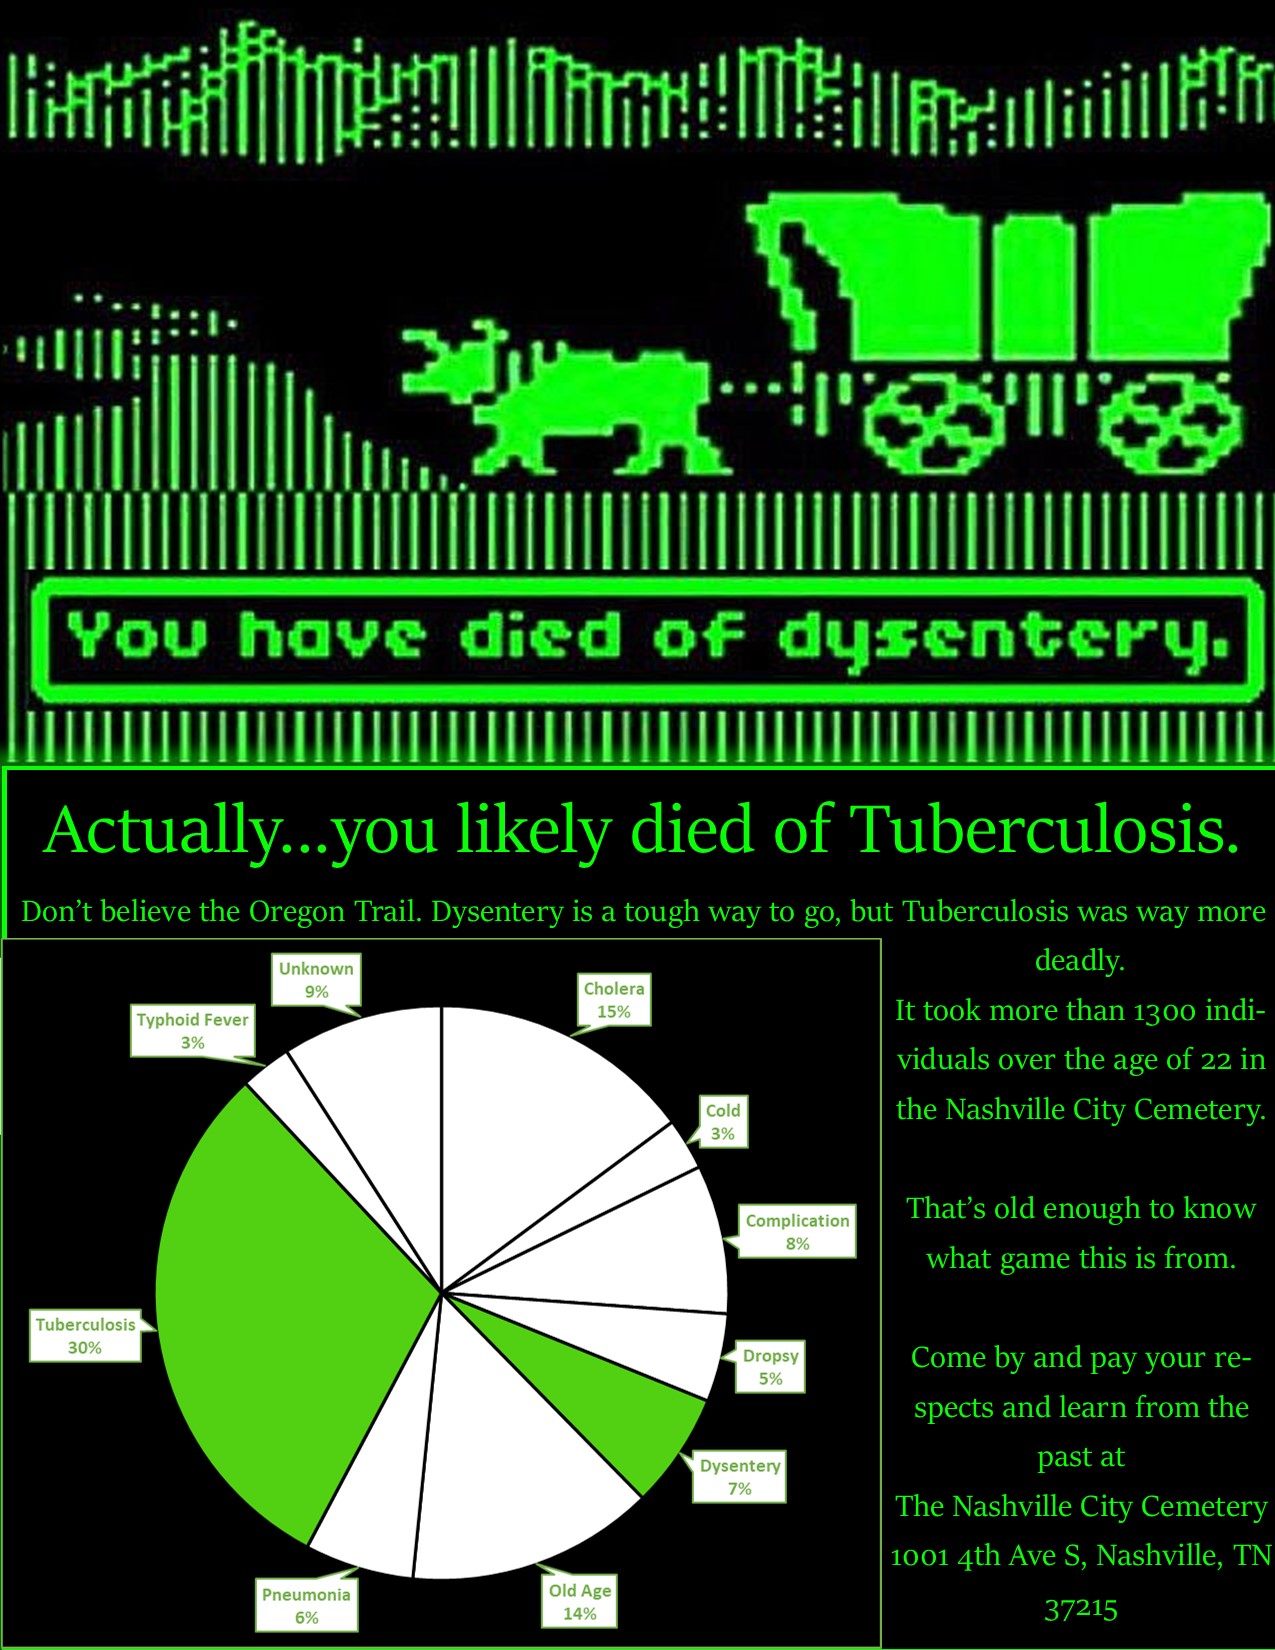 You have died of dysentery.
Actually...you likely died of Tuberculosis.
Don't believe the Oregon Trail. Dysentery is a tough way to go, but Tuberculosis was way more
deadly.
It took more than 1300 indi-
viduals over the age of 22 in
the Nashville City Cemetery.
That's old enough to know
what game this is from.
Come by and pay your re-
spects and learn from the
past at
The Nashville City Cemetery
1001 4th Ave S, Nashville, TN
37215
Unknown
9%
Cholera
15%
Typhoid Fever
3%
Cold
3%
Complication
8%
Tuberculosis
30%
Dropsy
5%
Dysentery
7%
Pneumonia
6%
Old Age
14%